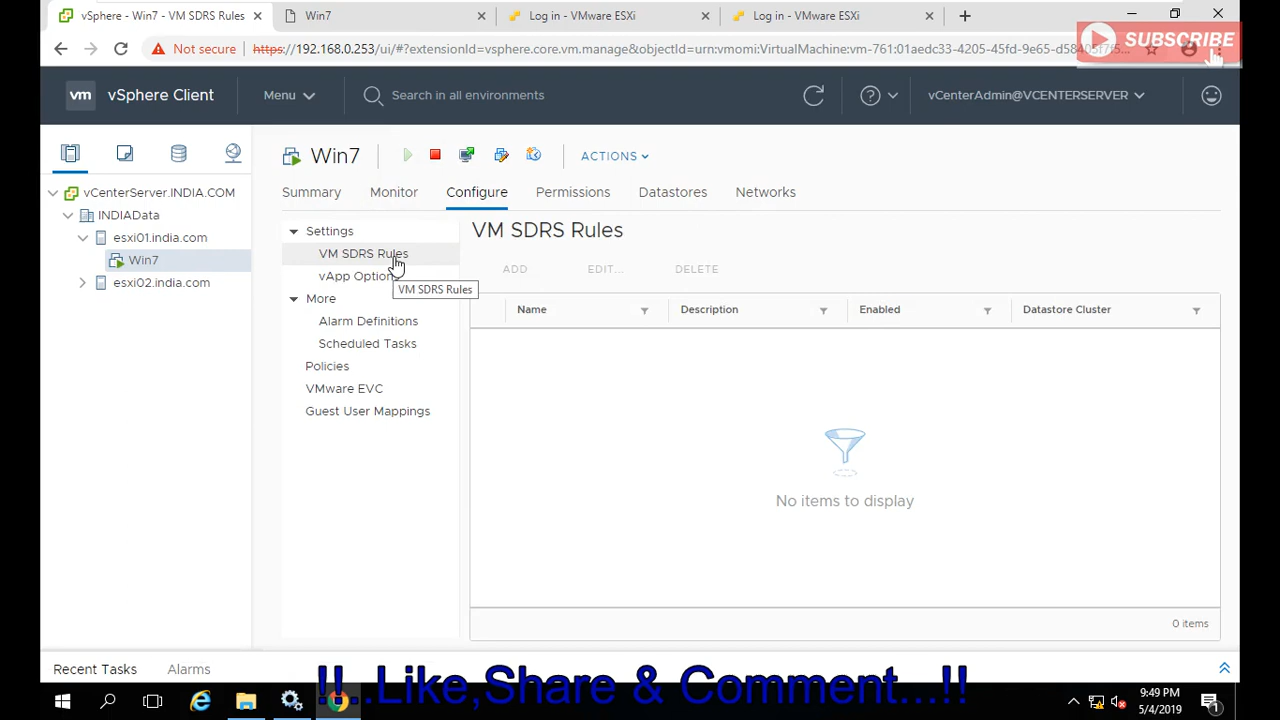 vSphere - Win7 - VM SDRS Rules
Win7
Log in - VMware ESXi
Log in - VMware ESXi
Not secure
https://192.168.0.253/ui/#?extensionId=vsphere.core.vm.manage&objectId=urn:vmomi:VirtualMachine:vm-761:01aedc33-4205-45fd-9e65-d58405f7f5...
SUBSCRIBE
vm vSphere Client Menu Search in all environments vCenterAdmin@VCENTERSERVER
Win7 ACTIONS
Summary Monitor Configure Permissions Datastores Networks
vCenterServer.INDIA.COM
INDIAData
esxi01.india.com
Win7
esxi02.india.com
Settings
VM SDRS Rules
vApp Options
VM SDRS Rules
More
Alarm Definitions
Scheduled Tasks
Policies
VMware EVC
Guest User Mappings
VM SDRS Rules
ADD EDIT... DELETE
Name Description Enabled Datastore Cluster
No items to display
0 items
Recent Tasks Alarms
!!..Like,Share & Comment...!!
9:49 PM
5/4/2019
1